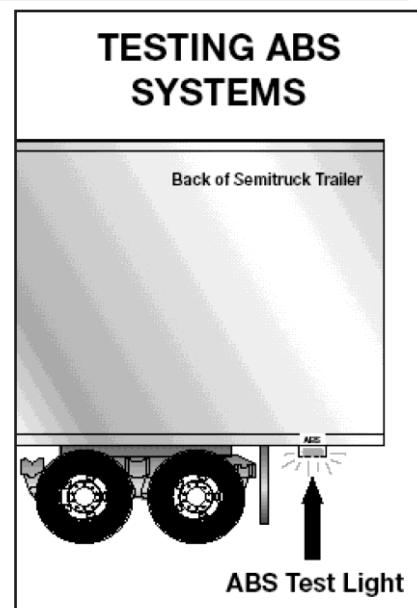 TESTING ABS
SYSTEMS
Back of Semitruck Trailer
ABS
ABS Test Light